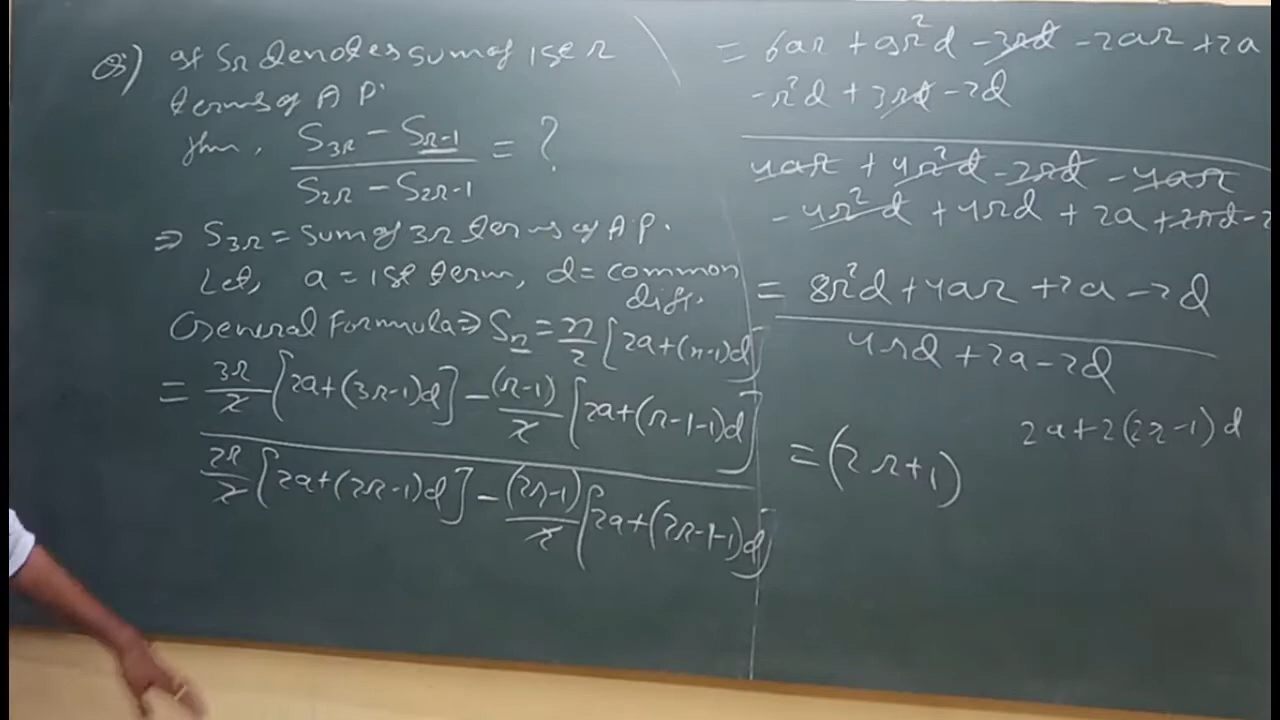 Q:) If Sr denotes sum of 1st r
terms of A P.
then, (S3r − Sr-1) / (S2r − S2r-1) = ?
⇒ S3r = sum of 3r terms of A P.
Let, a = 1st term, d = common
diff.
General Formula ⇒ Sn = n/2 [2a+(n-1)d]
= 3r/2 [2a+(3r-1)d] − (r-1)/2 [2a+(r-1-1)d]
2r/2 [2a+(2r-1)d] − (2r-1)/2 [2a+(2r-1-1)d]
= 6ar + 9r²d − 3rd − 2ar + 2a
− r²d + 3rd − 2d
4ar + 4r²d − 2rd − 4ar
− 4r²d + 4rd + 2a + 2rd − 2
= 8r²d + 4ar + 2a − 2d
4rd + 2a − 2d
2a+2(2r-1)d
= (2r+1)